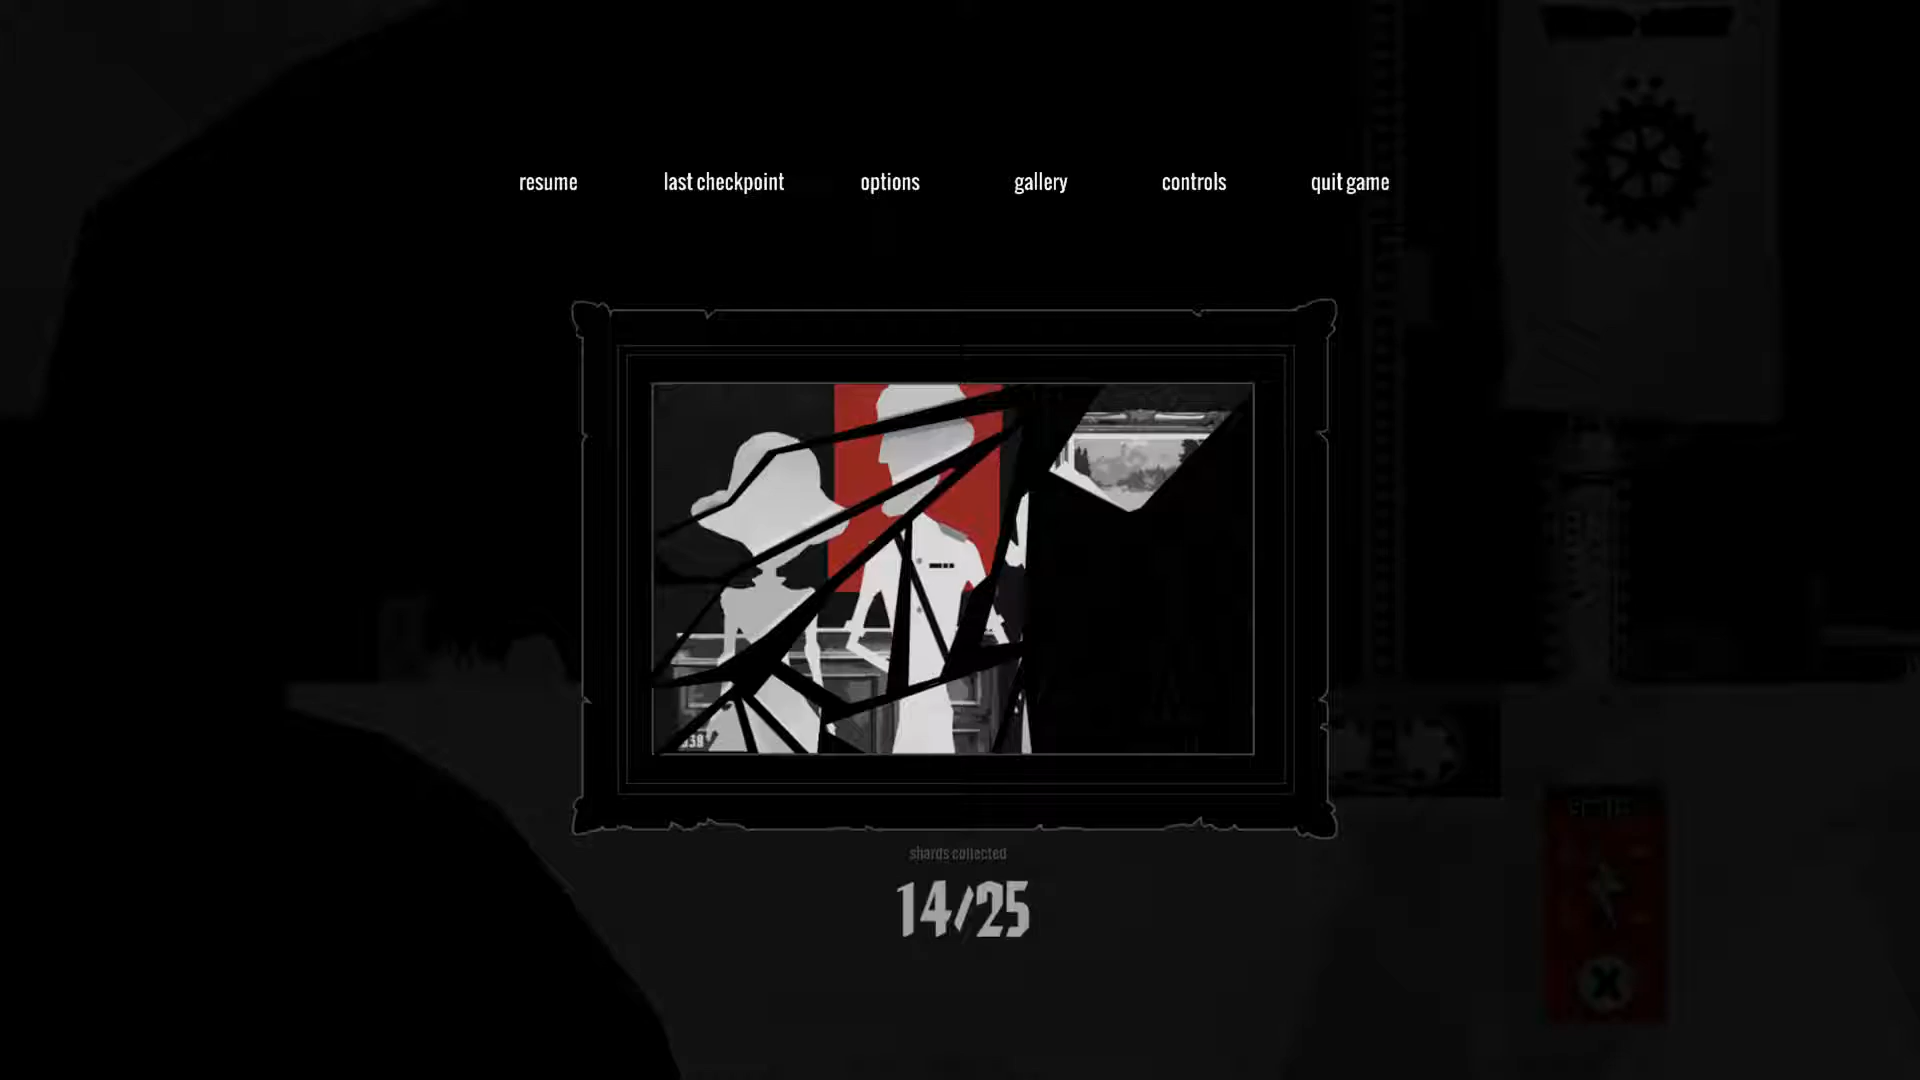 resume last checkpoint options gallery controls quit game
shards collected
14/25